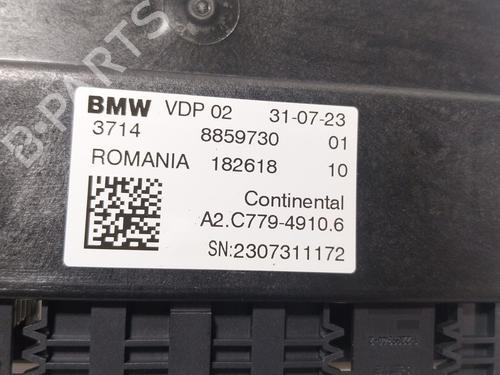 B-PARTS
BMW VDP 02 31-07-23
3714 8859730 01
ROMANIA 182618 10
Continental
A2.C779-4910.6
SN:2307311172